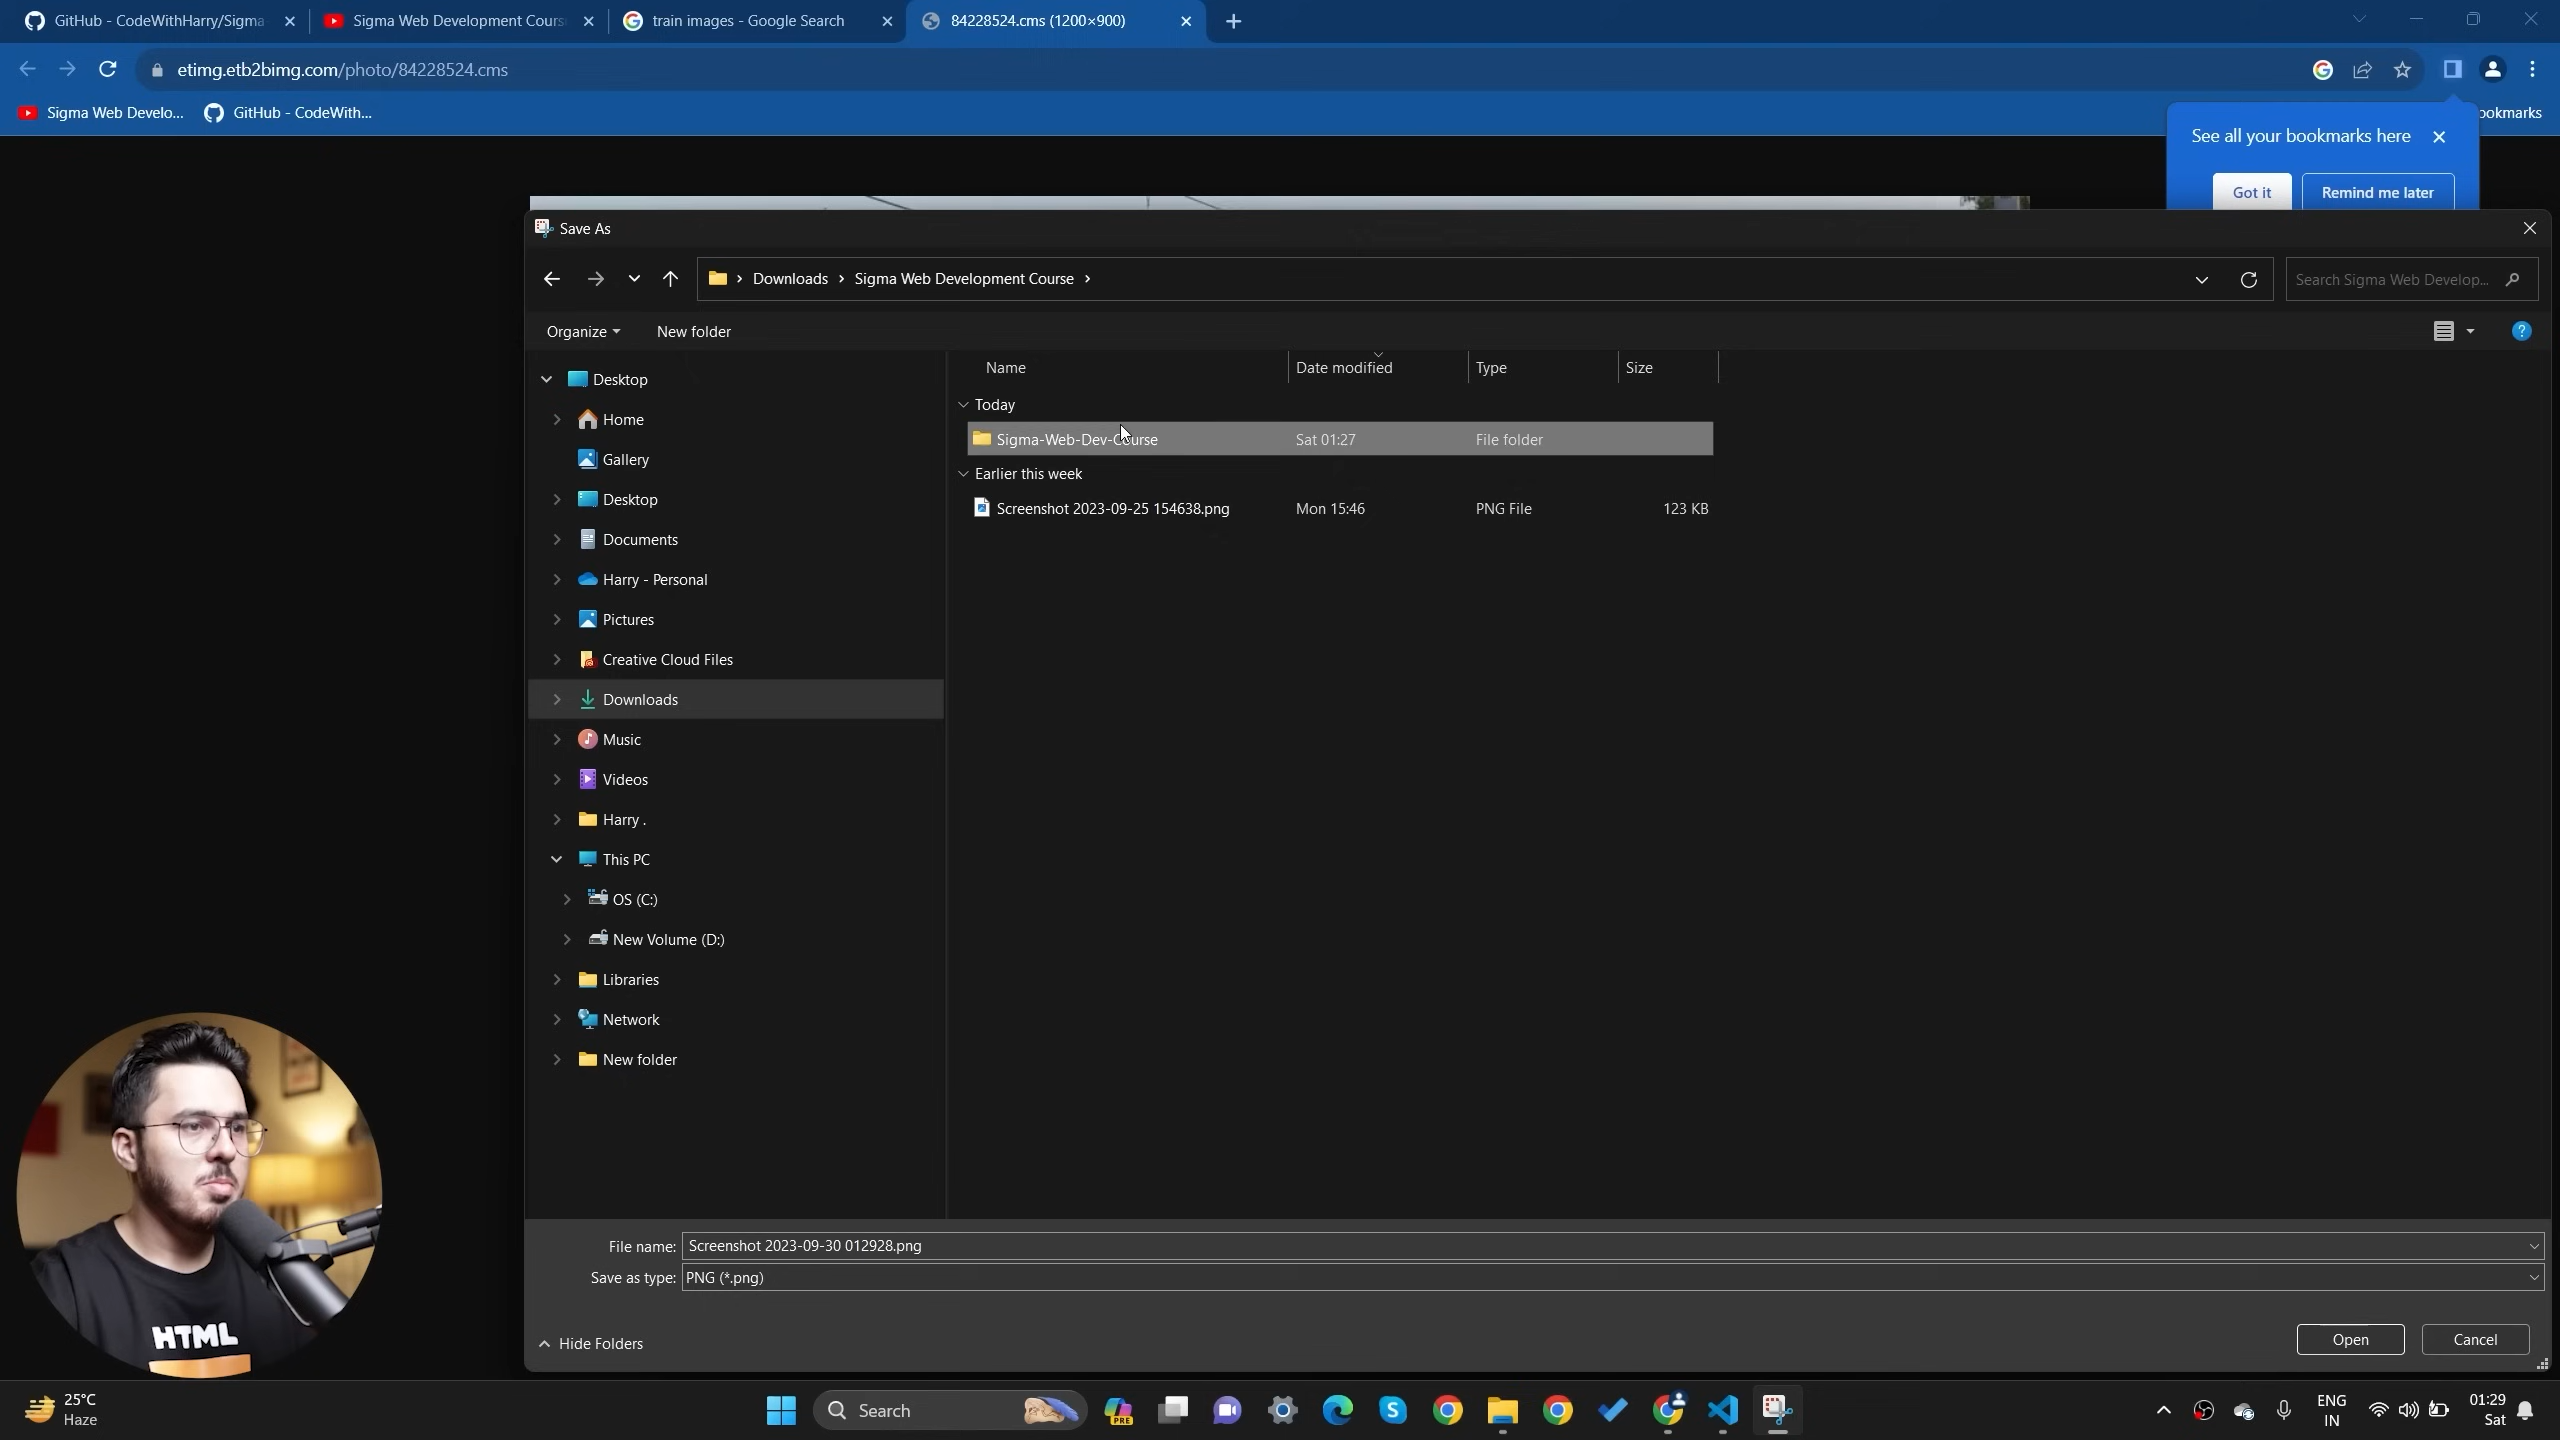 GitHub - CodeWithHarry/Sigma-
Sigma Web Development Cours
train images - Google Search
84228524.cms (1200×900)
etimg.etb2bimg.com/photo/84228524.cms
Sigma Web Develo...
GitHub - CodeWith...
ookmarks
See all your bookmarks here
Got it
Remind me later
Save As
Downloads
Sigma Web Development Course
Search Sigma Web Develop...
Organize
New folder
Name
Date modified
Type
Size
Desktop
Home
Gallery
Desktop
Documents
Harry - Personal
Pictures
Creative Cloud Files
Downloads
Music
Videos
Harry .
This PC
OS (C:)
New Volume (D:)
Libraries
Network
New folder
Today
Sigma-Web-Dev-Course Sat 01:27 File folder
Earlier this week
Screenshot 2023-09-25 154638.png Mon 15:46 PNG File 123 KB
File name: Screenshot 2023-09-30 012928.png
Save as type: PNG (*.png)
Hide Folders
Open
Cancel
HTML
25°C
Haze
Search
PRE
ENG
IN
01:29
Sat